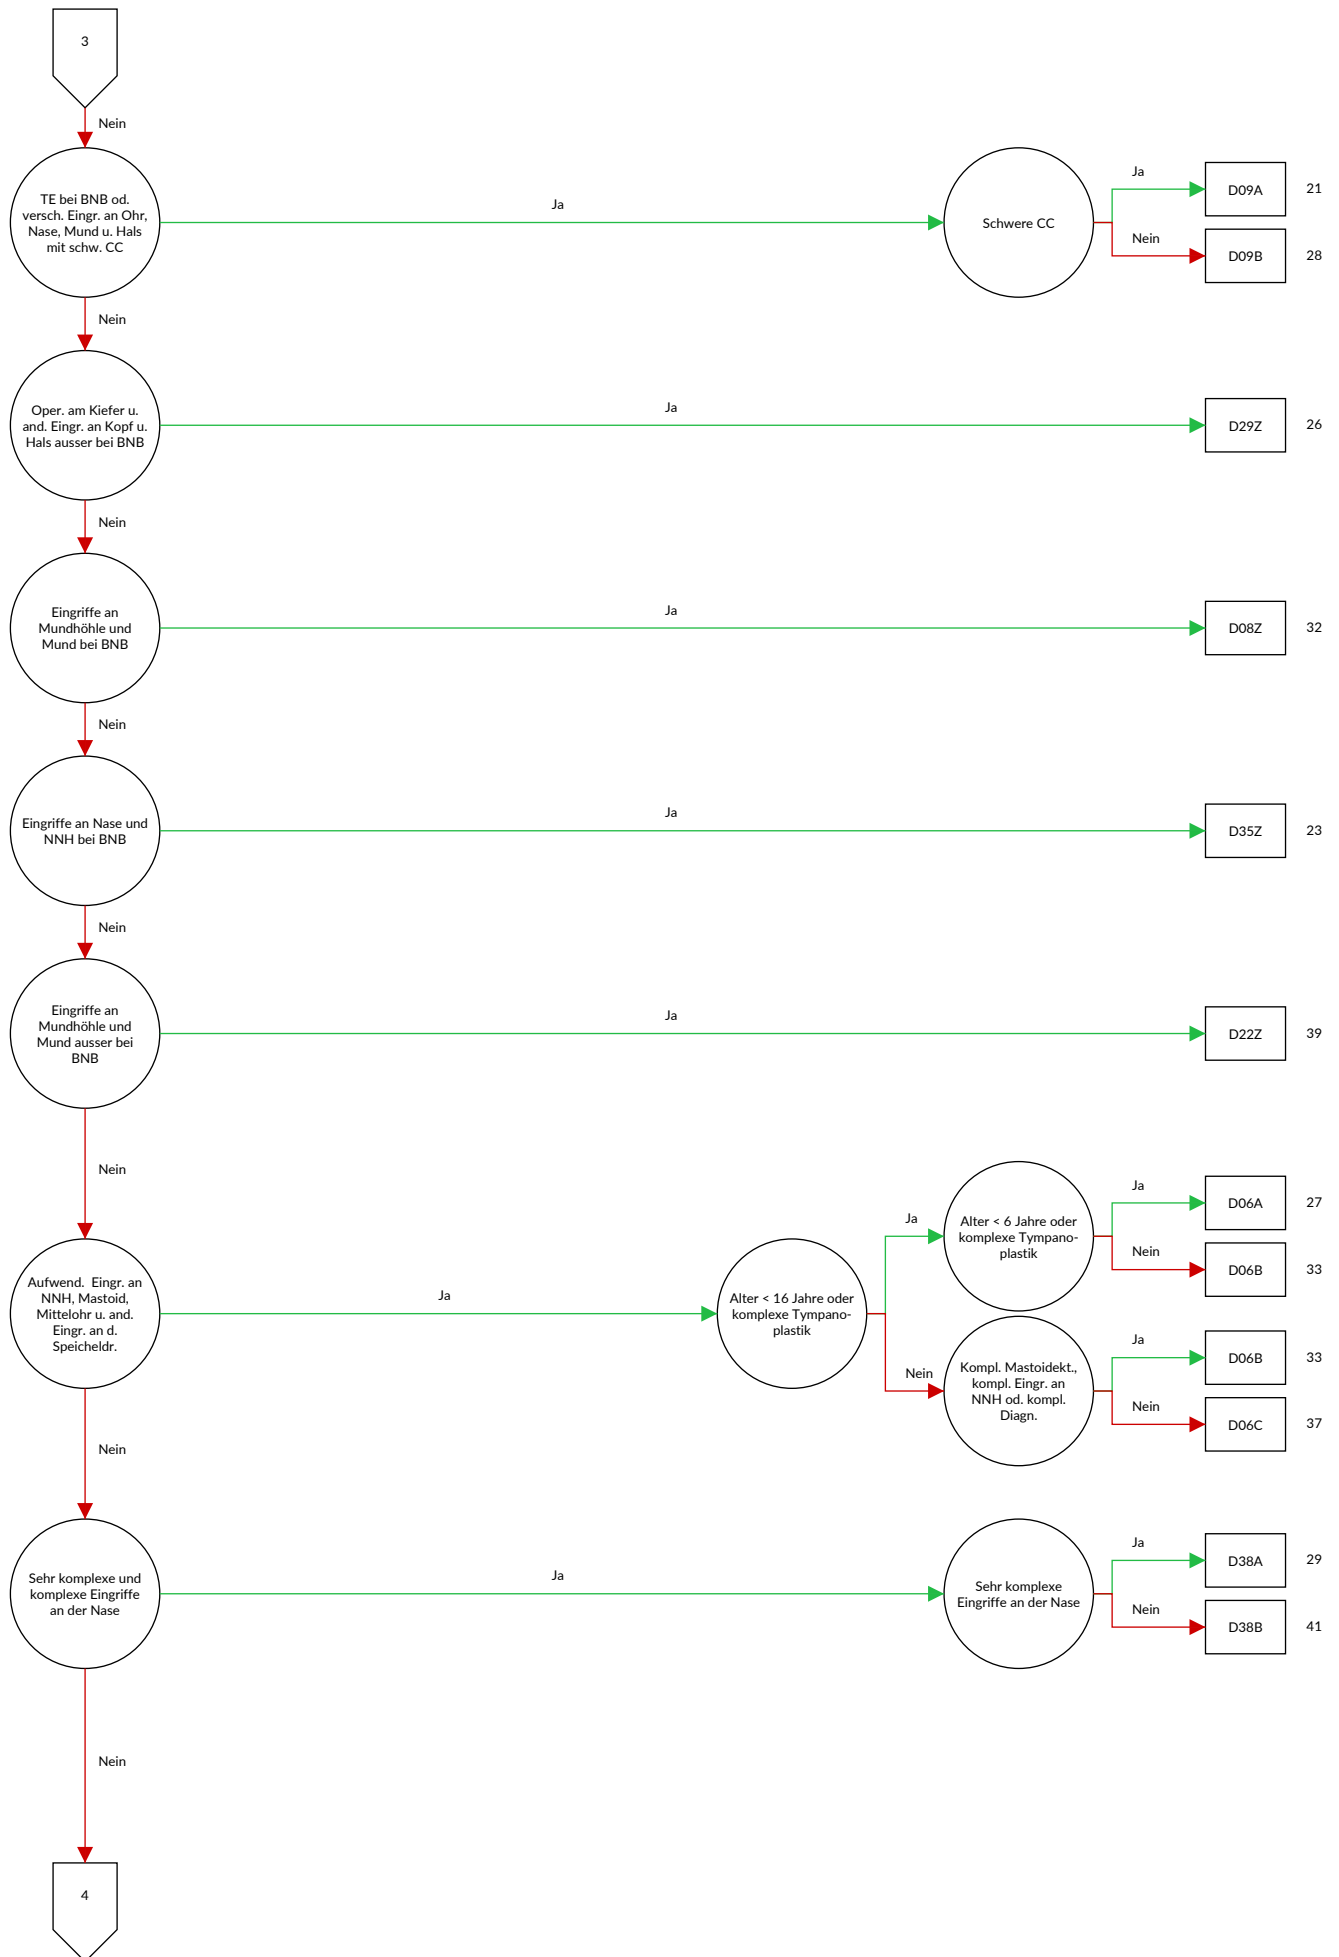 3
Nein
TE bei BNB od.
versch. Eingr. an Ohr,
Nase, Mund u. Hals
mit schw. CC
Ja
Schwere CC
Ja
D09A
21
Nein
D09B
28
Nein
Oper. am Kiefer u.
and. Eingr. an Kopf u.
Hals ausser bei BNB
Ja
D29Z
26
Nein
Eingriffe an
Mundhöhle und
Mund bei BNB
Ja
D08Z
32
Nein
Eingriffe an Nase und
NNH bei BNB
Ja
D35Z
23
Nein
Eingriffe an
Mundhöhle und
Mund ausser bei
BNB
Ja
D22Z
39
Nein
Aufwend. Eingr. an
NNH, Mastoid,
Mittelohr u. and.
Eingr. an d.
Speicheldr.
Ja
Alter < 16 Jahre oder
komplexe Tympano-
plastik
Ja
Alter < 6 Jahre oder
komplexe Tympano-
plastik
Ja
D06A
27
Nein
D06B
33
Nein
Kompl. Mastoidekt.,
kompl. Eingr. an
NNH od. kompl.
Diagn.
Ja
D06B
33
Nein
D06C
37
Nein
Sehr komplexe und
komplexe Eingriffe
an der Nase
Ja
Sehr komplexe
Eingriffe an der Nase
Ja
D38A
29
Nein
D38B
41
Nein
4